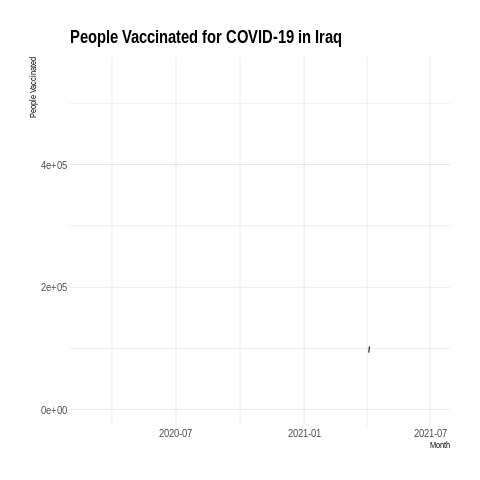 People Vaccinated for COVID-19 in Iraq
People Vaccinated
4e+05
2e+05
0e+00
2020-07
2021-01
2021-07
Month